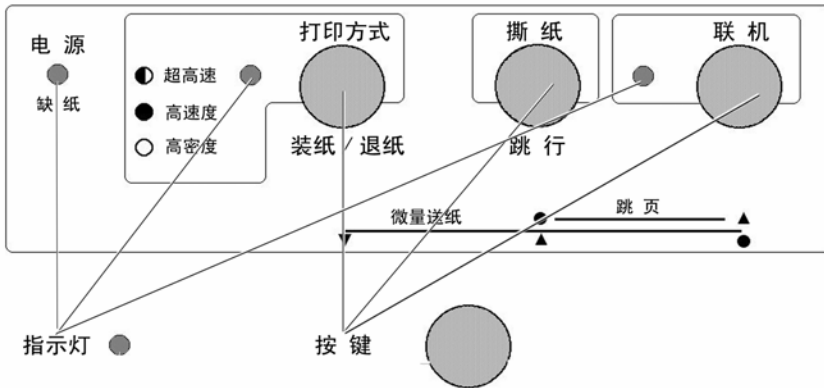 电 源
缺 纸
超高速
高速度
高密度
打印方式
装纸 / 退纸
撕 纸
跳 行
联 机
微量送纸
跳 页
指示灯
按 键